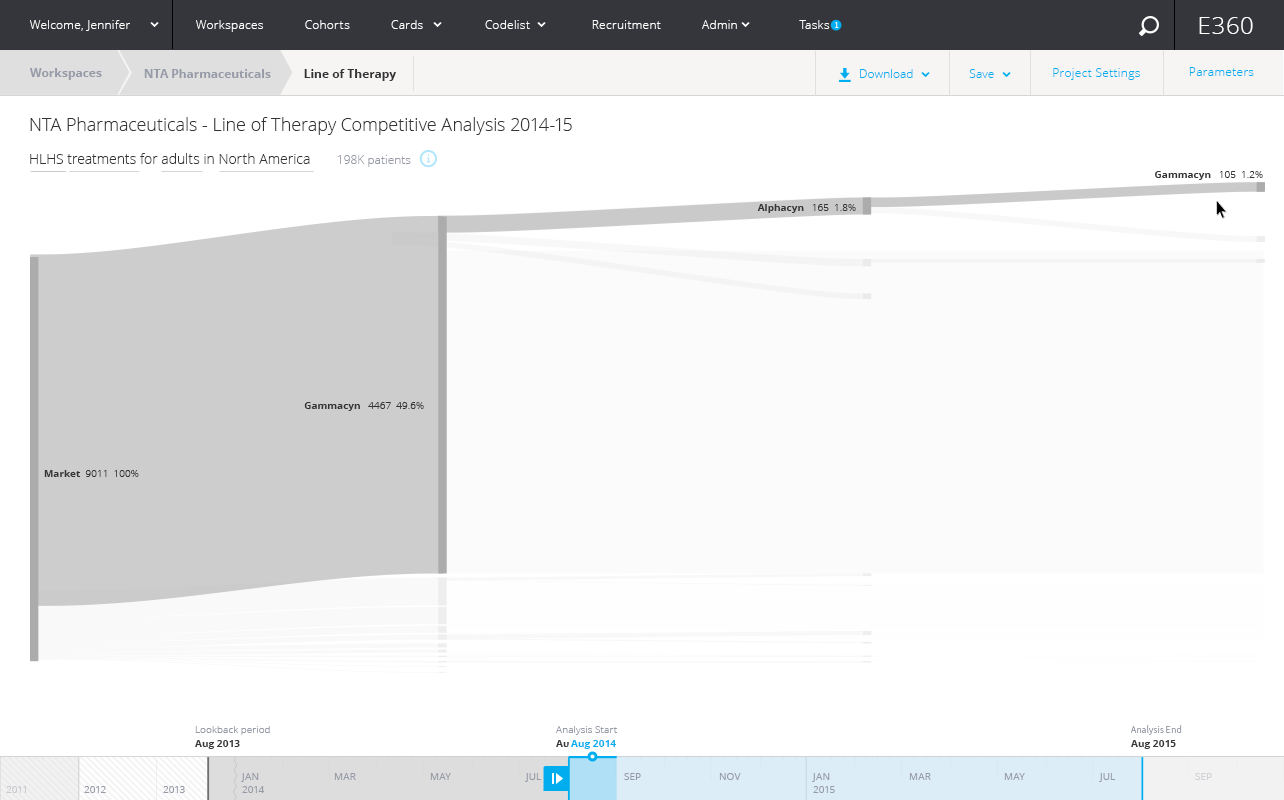 Welcome, Jennifer Workspaces Cohorts Cards Codelist Recruitment Admin Tasks 1 E360
Workspaces NTA Pharmaceuticals Line of Therapy Download Save Project Settings Parameters
NTA Pharmaceuticals - Line of Therapy Competitive Analysis 2014-15
HLHS treatments for adults in North America 198K patients i
Gammacyn 105 1.2%
Alphacyn 165 1.8%
Gammacyn 4467 49.6%
Market 9011 100%
Lookback period Analysis Start Analysis End
Aug 2013 Au Aug 2014 Aug 2015
JAN MAR MAY JUL SEP NOV JAN MAR MAY JUL SEP
2011 2012 2013 2014 2015